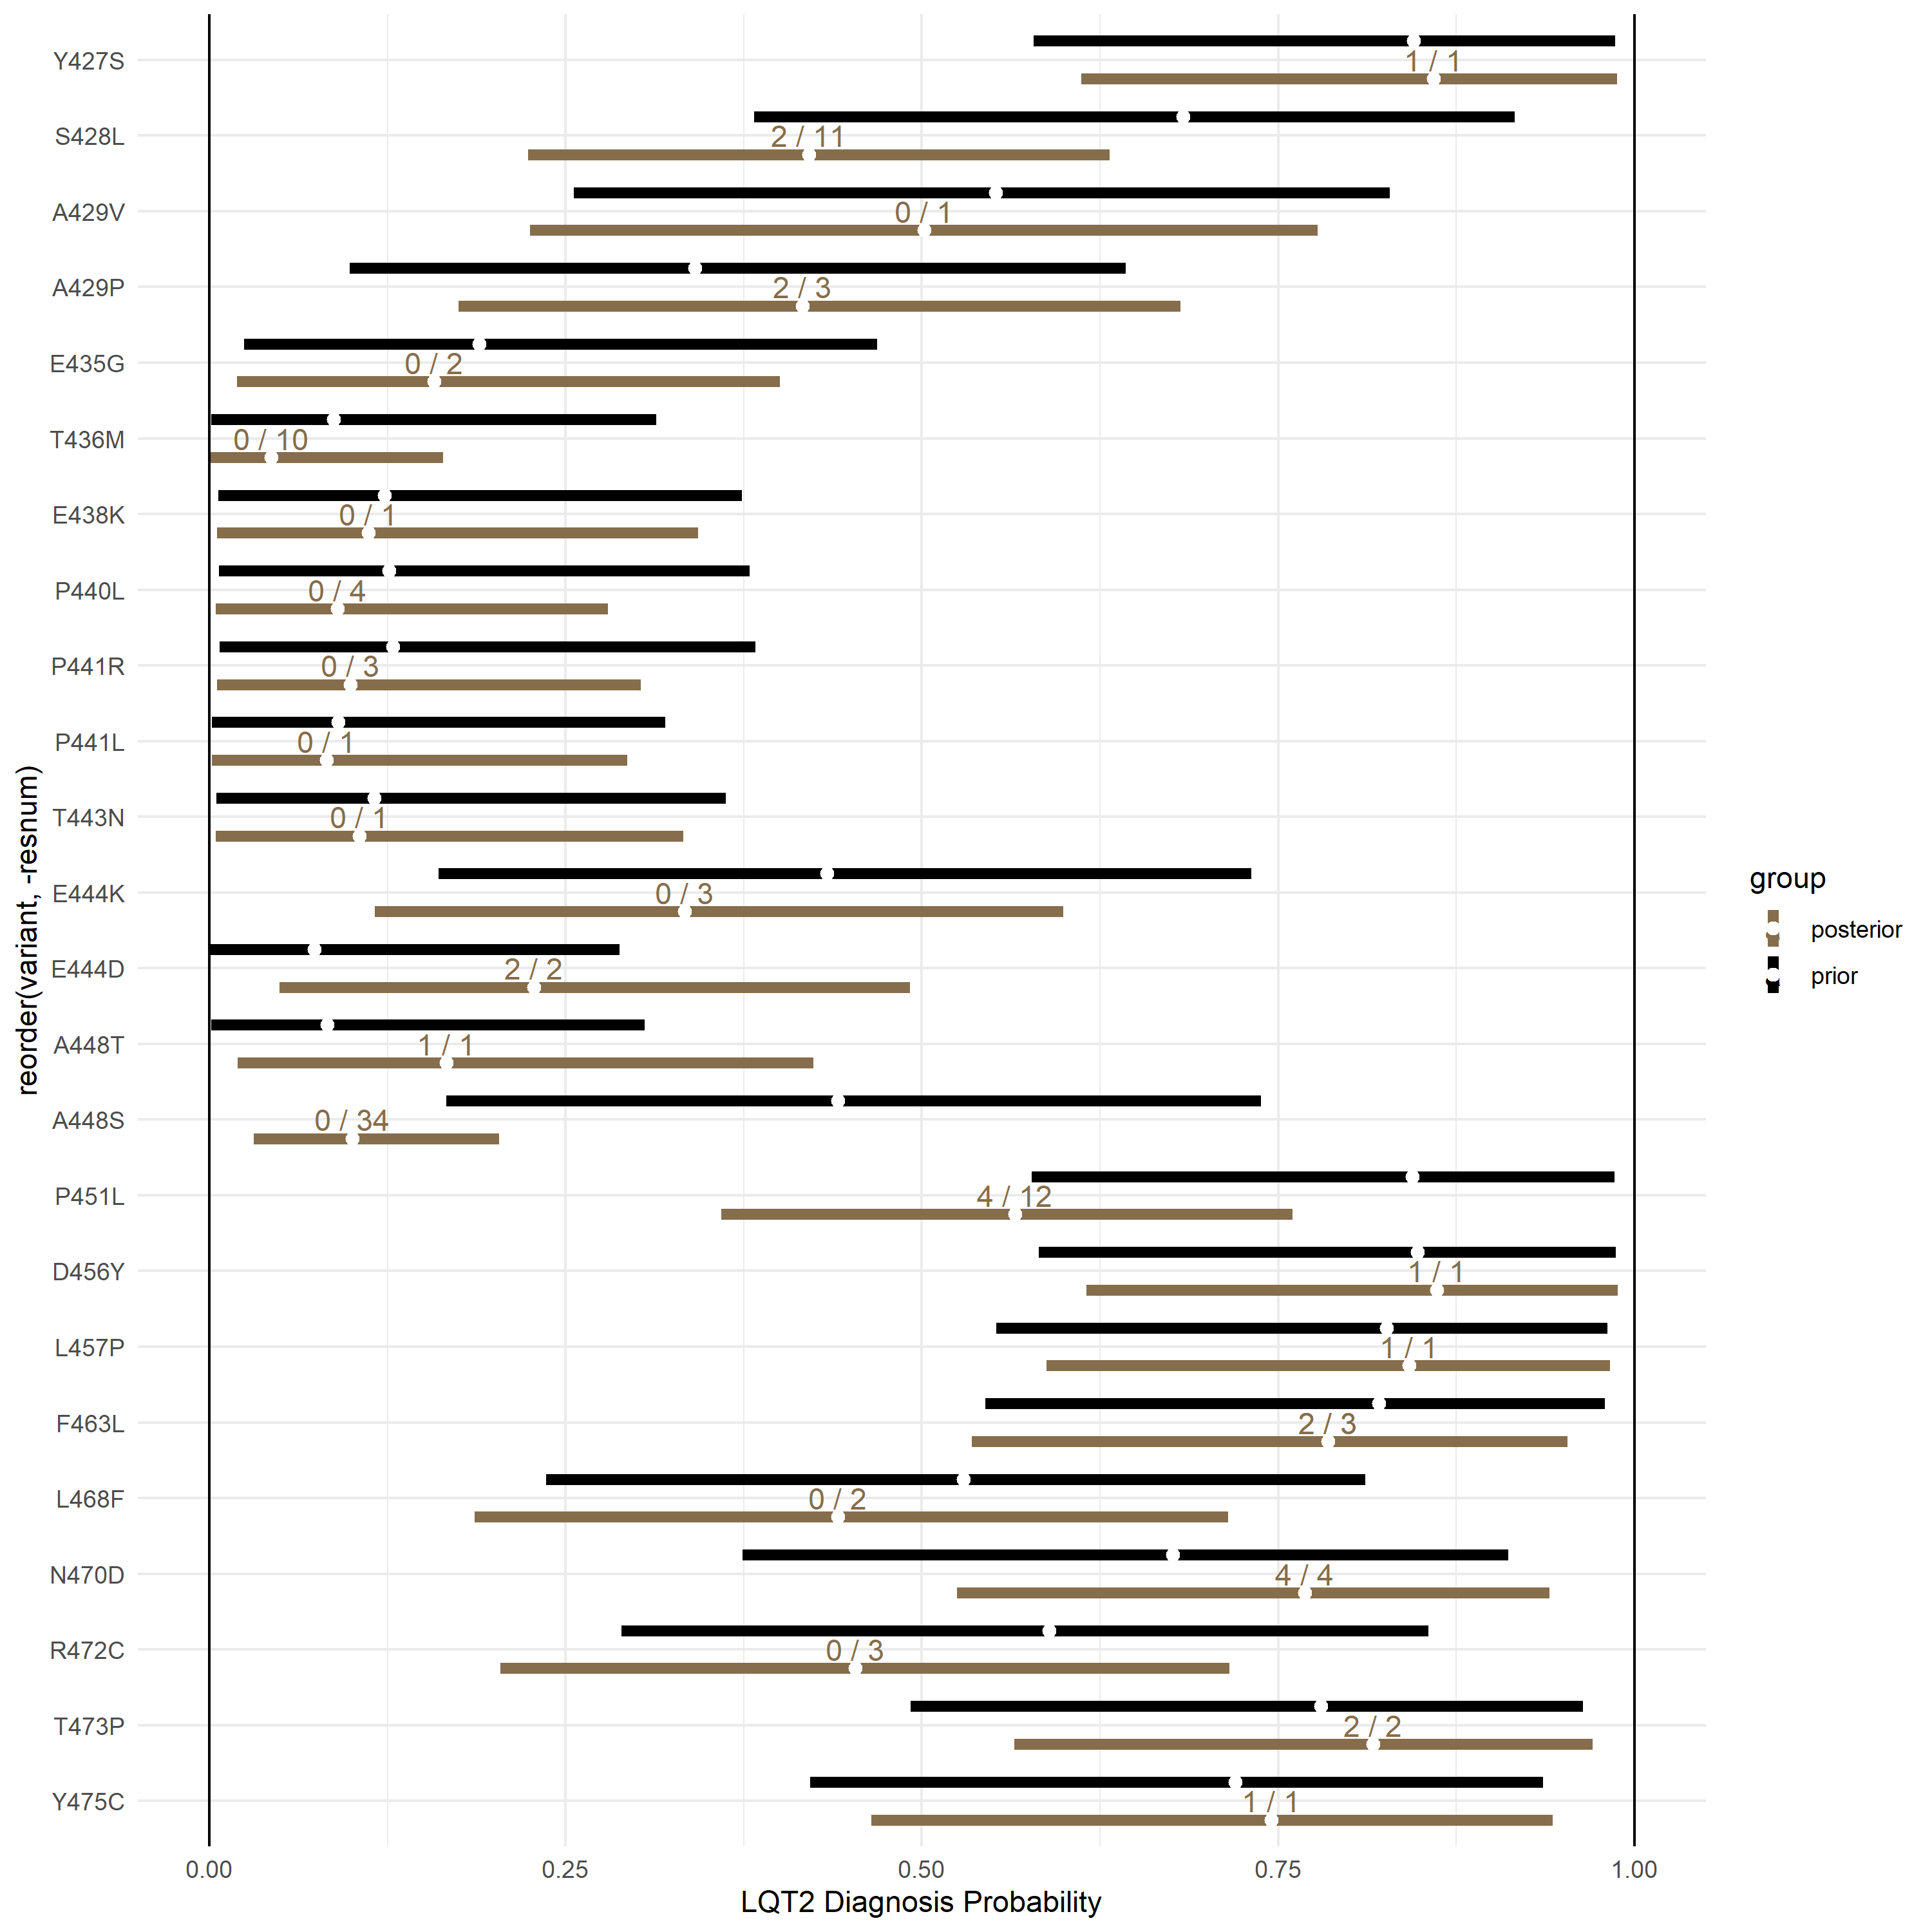 Y427S
1 / 1
S428L
2 / 11
A429V
0 / 1
A429P
2 / 3
E435G
0 / 2
T436M
0 / 10
E438K
0 / 1
P440L
0 / 4
P441R
0 / 3
P441L
0 / 1
T443N
0 / 1
E444K
0 / 3
E444D
2 / 2
A448T
1 / 1
A448S
0 / 34
P451L
4 / 12
D456Y
1 / 1
L457P
1 / 1
F463L
2 / 3
L468F
0 / 2
N470D
4 / 4
R472C
0 / 3
T473P
2 / 2
Y475C
1 / 1
reorder(variant, -resnum)
0.00 0.25 0.50 0.75 1.00
LQT2 Diagnosis Probability
group
posterior
prior